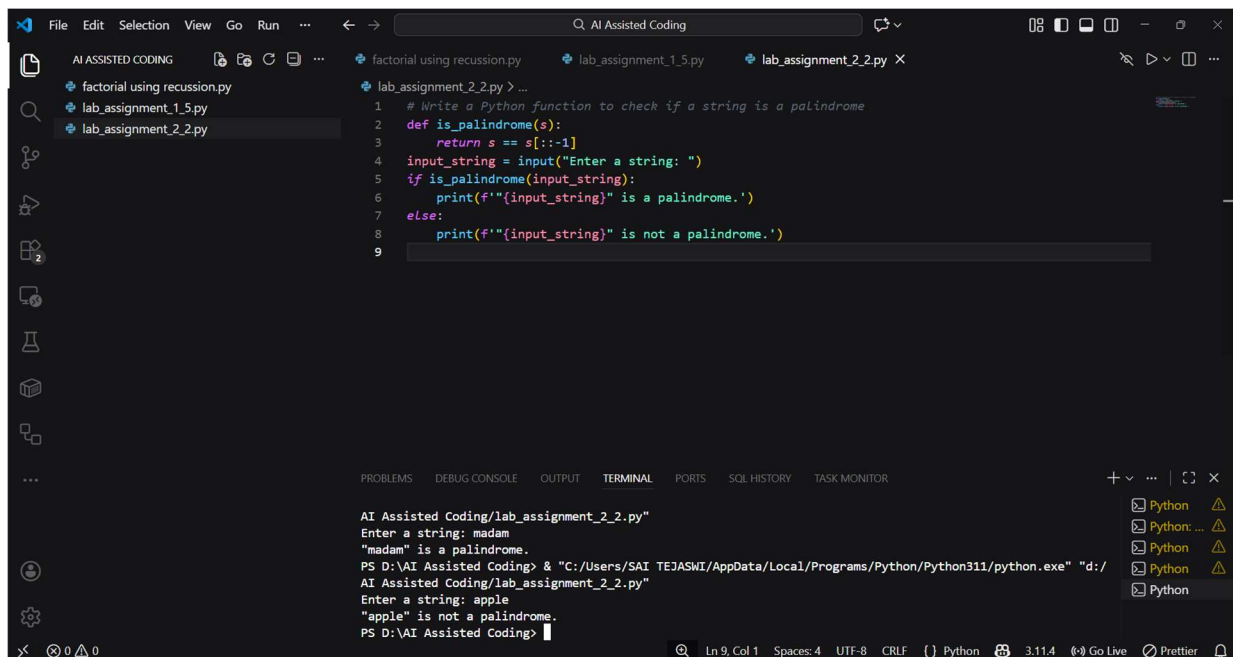 File Edit Selection View Go Run ··· AI Assisted Coding
AI ASSISTED CODING ···
factorial using recussion.py
lab_assignment_1_5.py
lab_assignment_2_2.py
2
···
factorial using recussion.py lab_assignment_1_5.py lab_assignment_2_2.py ···
lab_assignment_2_2.py > ...
1 # Write a Python function to check if a string is a palindrome
2 def is_palindrome(s):
3     return s == s[::-1]
4 input_string = input("Enter a string: ")
5 if is_palindrome(input_string):
6     print(f'"{input_string}" is a palindrome.')
7 else:
8     print(f'"{input_string}" is not a palindrome.')
9
PROBLEMS DEBUG CONSOLE OUTPUT TERMINAL PORTS SQL HISTORY TASK MONITOR ···
AI Assisted Coding/lab_assignment_2_2.py"
Enter a string: madam
"madam" is a palindrome.
PS D:\AI Assisted Coding> & "C:/Users/SAI TEJASWI/AppData/Local/Programs/Python/Python311/python.exe" "d:/
AI Assisted Coding/lab_assignment_2_2.py"
Enter a string: apple
"apple" is not a palindrome.
PS D:\AI Assisted Coding>
Python
Python: ...
Python
Python
Python
0 0 Ln 9, Col 1 Spaces: 4 UTF-8 CRLF { } Python 3.11.4 Go Live Prettier